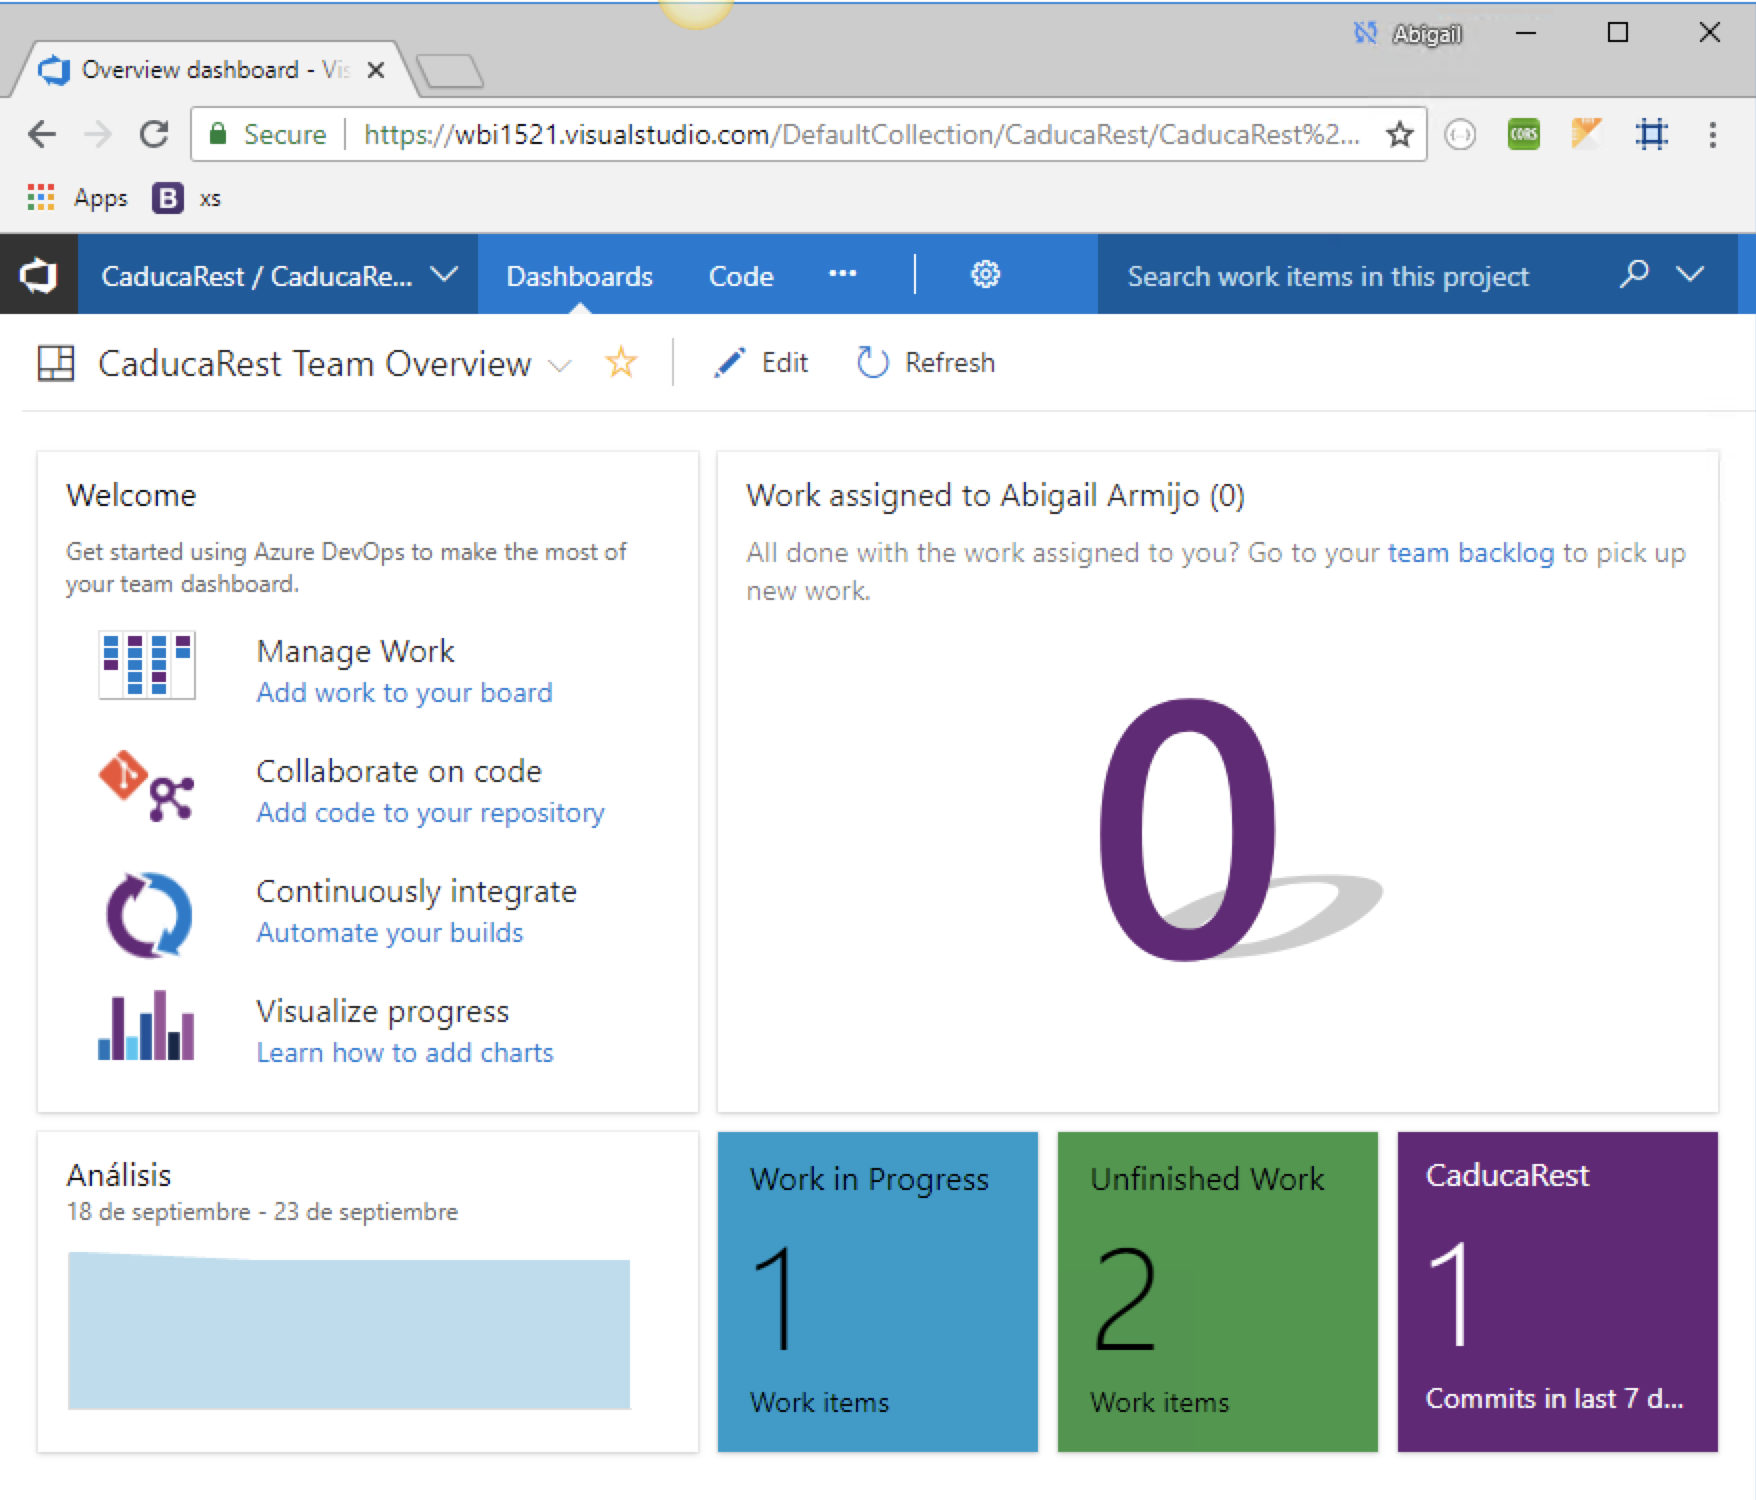 Abigail
Overview dashboard - Vis
Secure https://wbi1521.visualstudio.com/DefaultCollection/CaducaRest/CaducaRest%2...
CORS
Apps B xs
CaducaRest / CaducaRe... Dashboards Code ... Search work items in this project
CaducaRest Team Overview Edit Refresh
Welcome
Get started using Azure DevOps to make the most of
your team dashboard.
Manage Work
Add work to your board
Collaborate on code
Add code to your repository
Continuously integrate
Automate your builds
Visualize progress
Learn how to add charts
Work assigned to Abigail Armijo (0)
All done with the work assigned to you? Go to your team backlog to pick up
new work.
0
Análisis
18 de septiembre - 23 de septiembre
Work in Progress
1
Work items
Unfinished Work
2
Work items
CaducaRest
1
Commits in last 7 d...